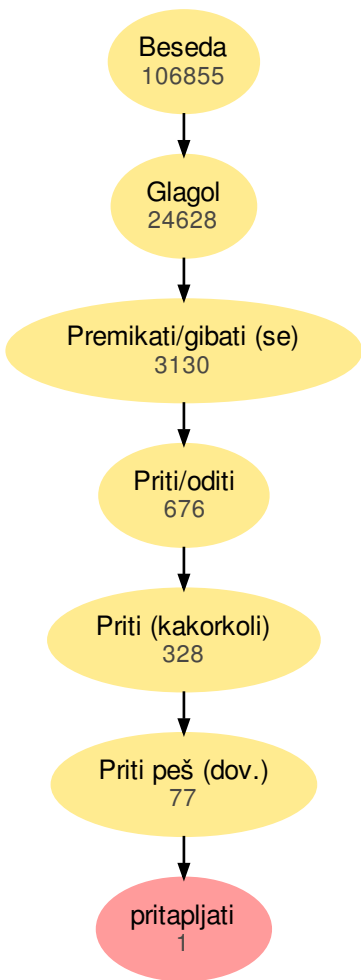 Beseda
106855
Glagol
24628
Premikati/gibati (se)
3130
Priti/oditi
676
Priti (kakorkoli)
328
Priti peš (dov.)
77
pritapljati
1